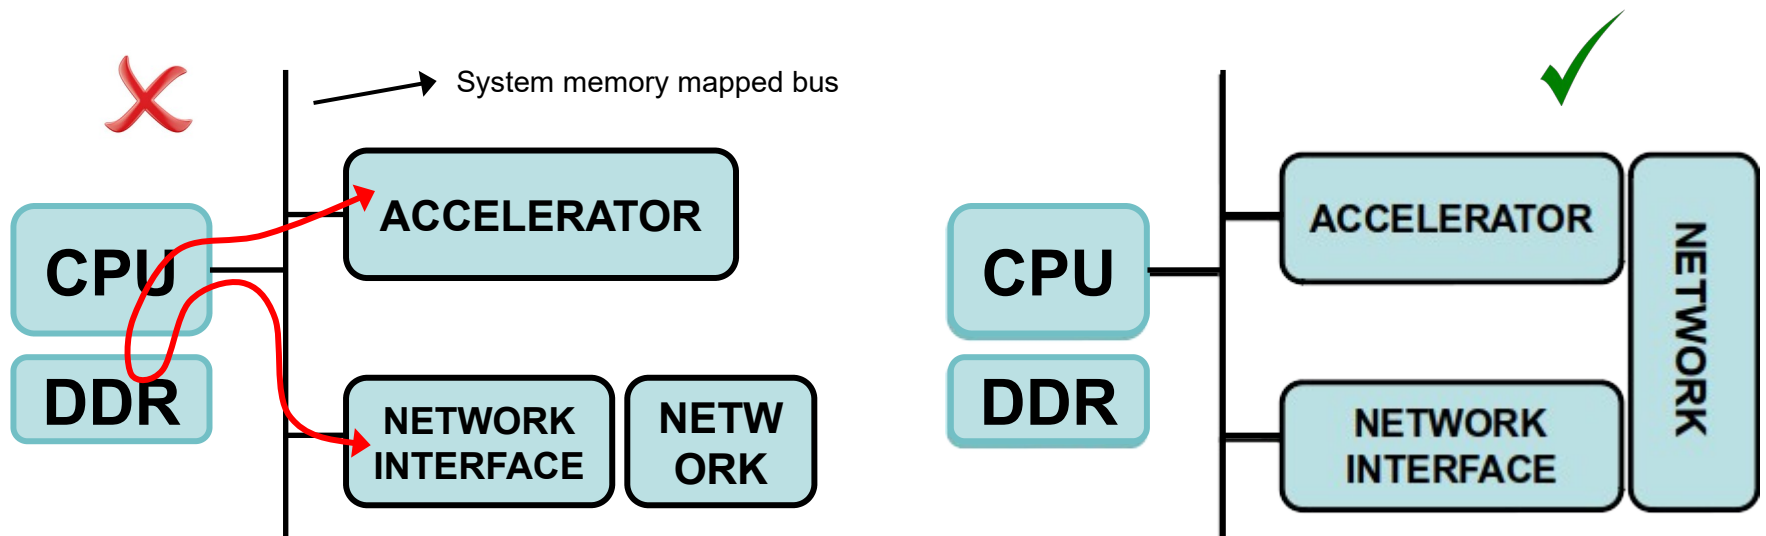 System memory mapped bus
ACCELERATOR
CPU
DDR
NETWORK
INTERFACE
NETW
ORK
ACCELERATOR
CPU
DDR
NETWORK
INTERFACE
NETWORK